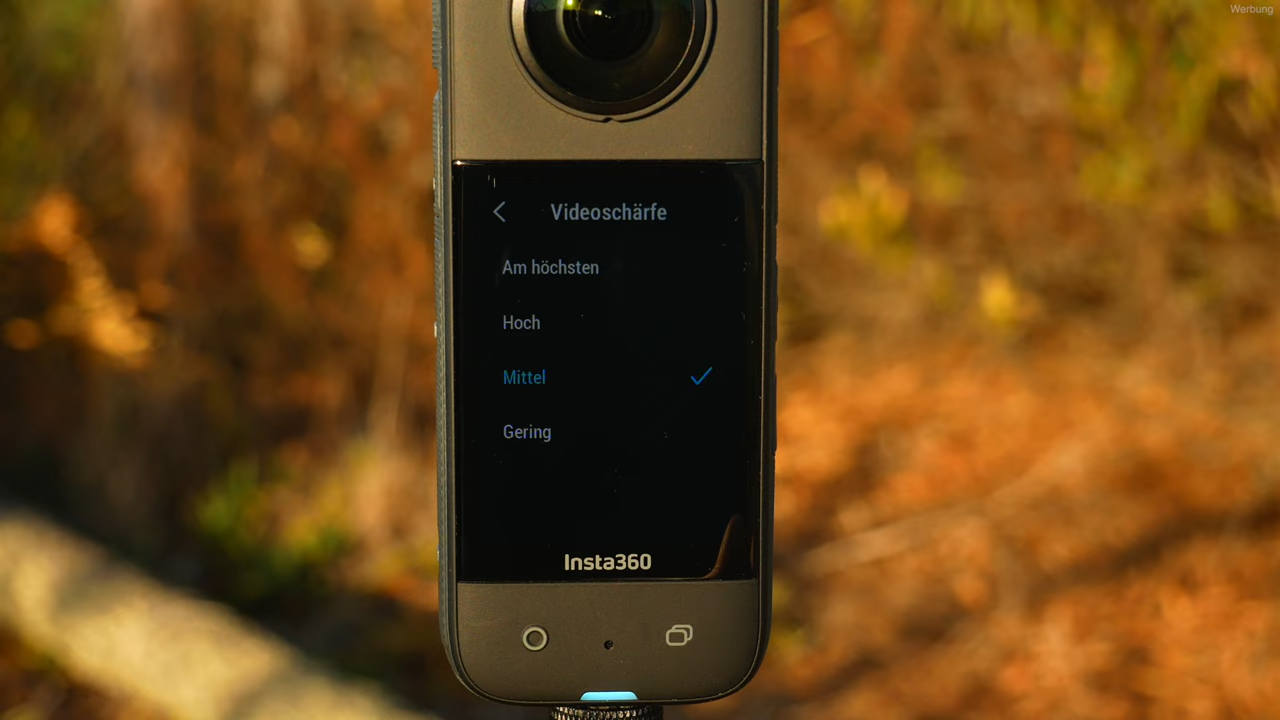 Werbung
Videoschärfe
Am höchsten
Hoch
Mittel
Gering
Insta360